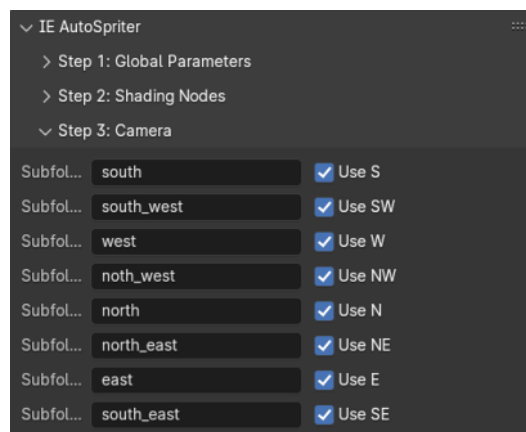 IE AutoSpriter
Step 1: Global Parameters
Step 2: Shading Nodes
Step 3: Camera
Subfol... south Use S
Subfol... south_west Use SW
Subfol... west Use W
Subfol... noth_west Use NW
Subfol... north Use N
Subfol... north_east Use NE
Subfol... east Use E
Subfol... south_east Use SE